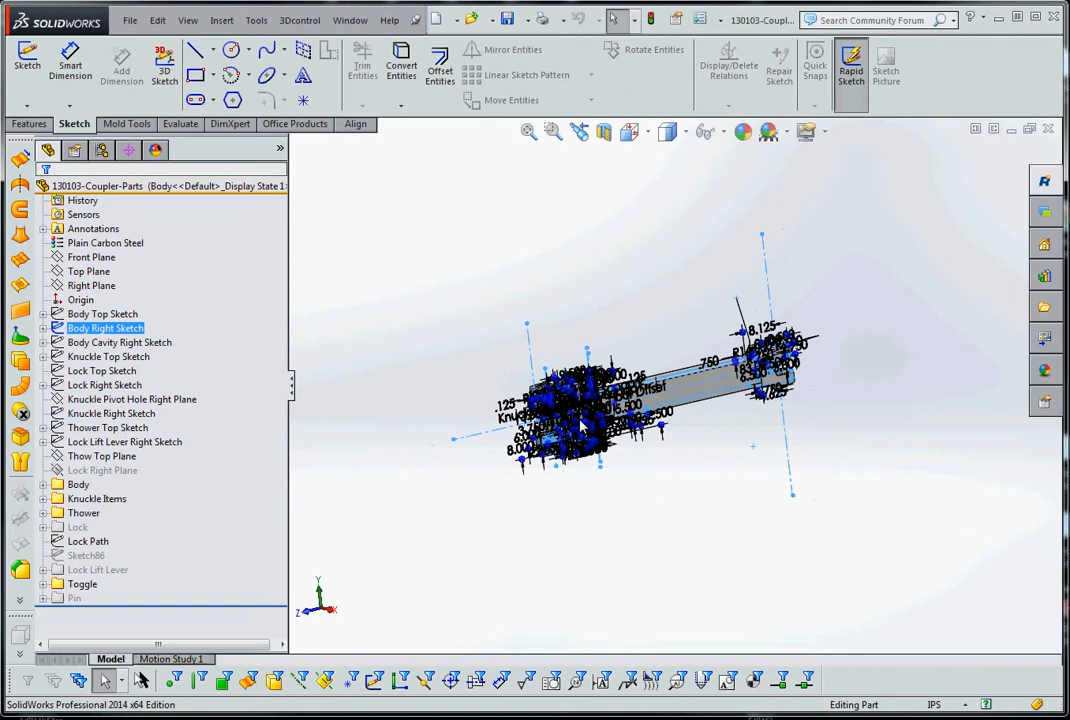 SOLIDWORKS File Edit View Insert Tools 3Dcontrol Window Help 130103-Coupl... Search Community Forum
Sketch Smart Dimension Add Dimension 3D Sketch Trim Entities Convert Entities Offset Entities Mirror Entities Linear Sketch Pattern Move Entities Rotate Entities Display/Delete Relations Repair Sketch Quick Snaps Rapid Sketch Sketch Picture
Features Sketch Mold Tools Evaluate DimXpert Office Products Align
130103-Coupler-Parts (Body<<Default>_Display State 1>
History
Sensors
Annotations
Plain Carbon Steel
Front Plane
Top Plane
Right Plane
Origin
Body Top Sketch
Body Right Sketch
Body Cavity Right Sketch
Knuckle Top Sketch
Lock Top Sketch
Lock Right Sketch
Knuckle Pivot Hole Right Plane
Knuckle Right Sketch
Thower Top Sketch
Lock Lift Lever Right Sketch
Thow Top Plane
Lock Right Plane
Body
Knuckle Items
Thower
Lock
Lock Path
Sketch86
Lock Lift Lever
Toggle
Pin
8.125
.750
.125
6.500
6.500
8.000
Y
Z X
Model Motion Study 1
SOLIDWORKS Professional 2014 x64 Edition Editing Part IPS